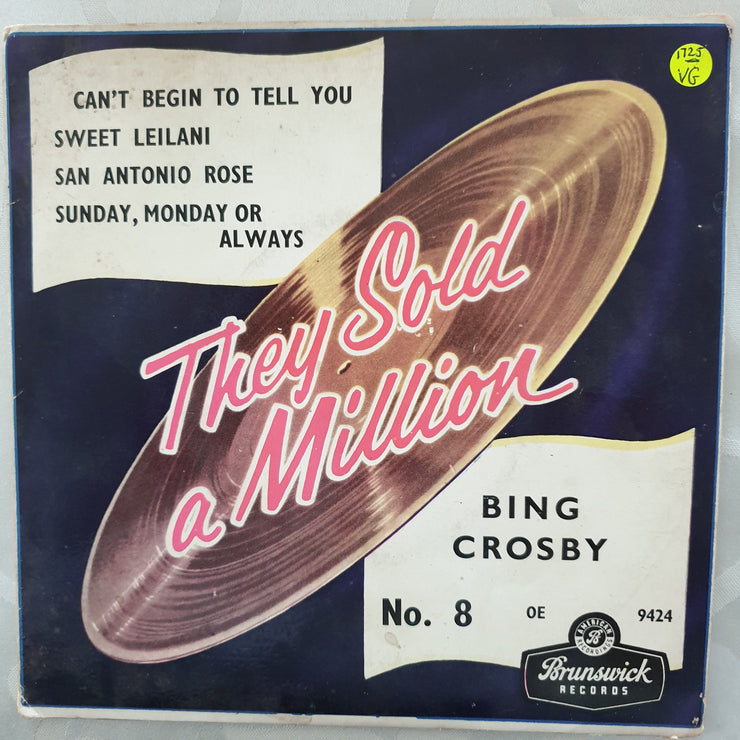 1725
VG
CAN'T BEGIN TO TELL YOU
SWEET LEILANI
SAN ANTONIO ROSE
SUNDAY, MONDAY OR
ALWAYS
They Sold
a Million
BING
CROSBY
No. 8 OE 9424
AMERICAN
B
RECORDINGS
Brunswick
RECORDS